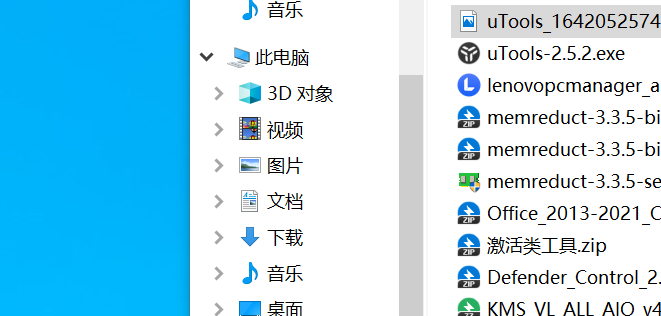 音乐
此电脑
3D 对象
视频
图片
文档
下载
音乐
桌面
uTools_1642052574
uTools-2.5.2.exe
lenovopcmanager_a
memreduct-3.3.5-bi
memreduct-3.3.5-bi
memreduct-3.3.5-se
Office_2013-2021_C
激活类工具.zip
Defender_Control_2.
KMS_VL_ALL_AIO_v4